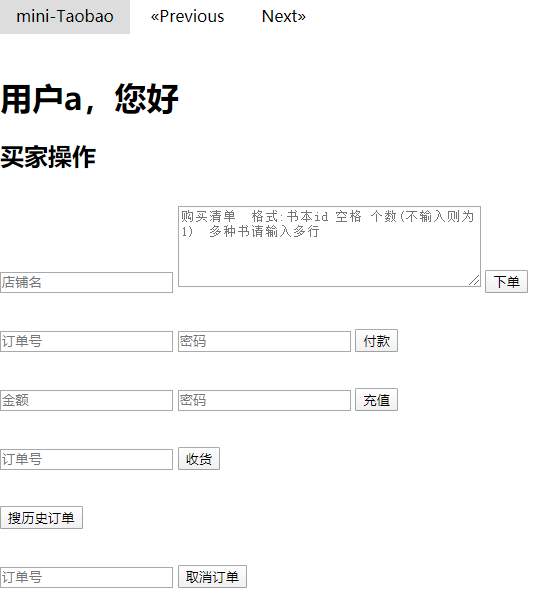 mini-Taobao «Previous Next»
用户a，您好
买家操作
购买清单 格式:书本id 空格 个数(不输入则为
1) 多种书请输入多行
店铺名 下单
订单号 密码 付款
金额 密码 充值
订单号 收货
搜历史订单
订单号 取消订单